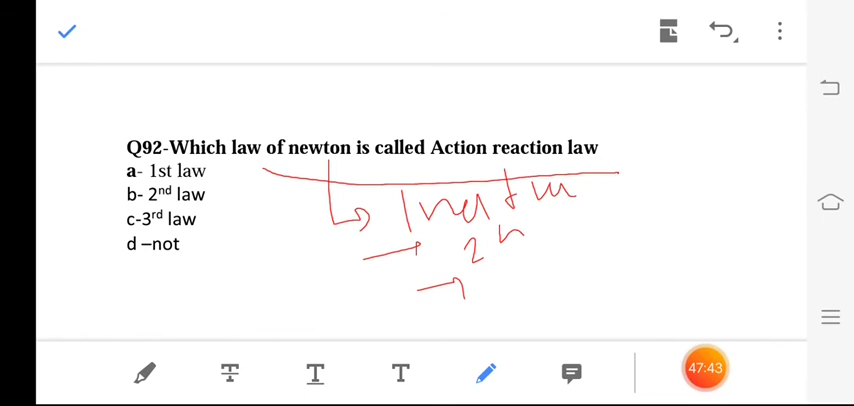 Q92-Which law of newton is called Action reaction law
a- 1st law
b- 2nd law
c-3rd law
d –not
Inertia
2
47:43